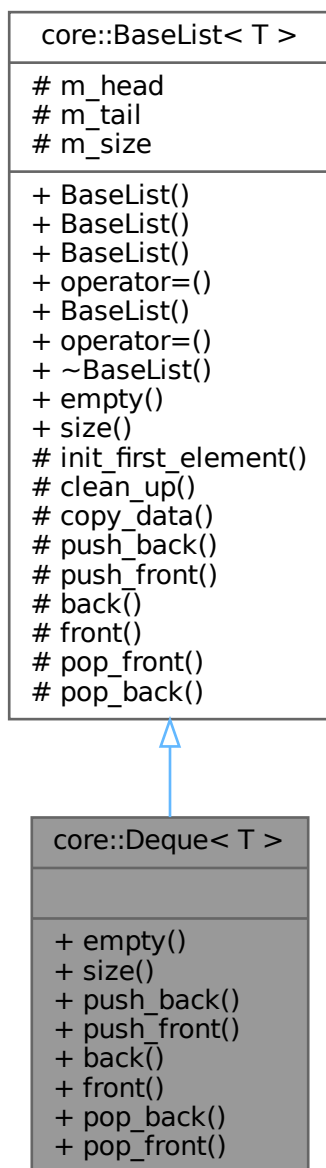 core::BaseList< T >
# m_head
# m_tail
# m_size
+ BaseList()
+ BaseList()
+ BaseList()
+ operator=()
+ BaseList()
+ operator=()
+ ~BaseList()
+ empty()
+ size()
# init_first_element()
# clean_up()
# copy_data()
# push_back()
# push_front()
# back()
# front()
# pop_front()
# pop_back()
core::Deque< T >
+ empty()
+ size()
+ push_back()
+ push_front()
+ back()
+ front()
+ pop_back()
+ pop_front()